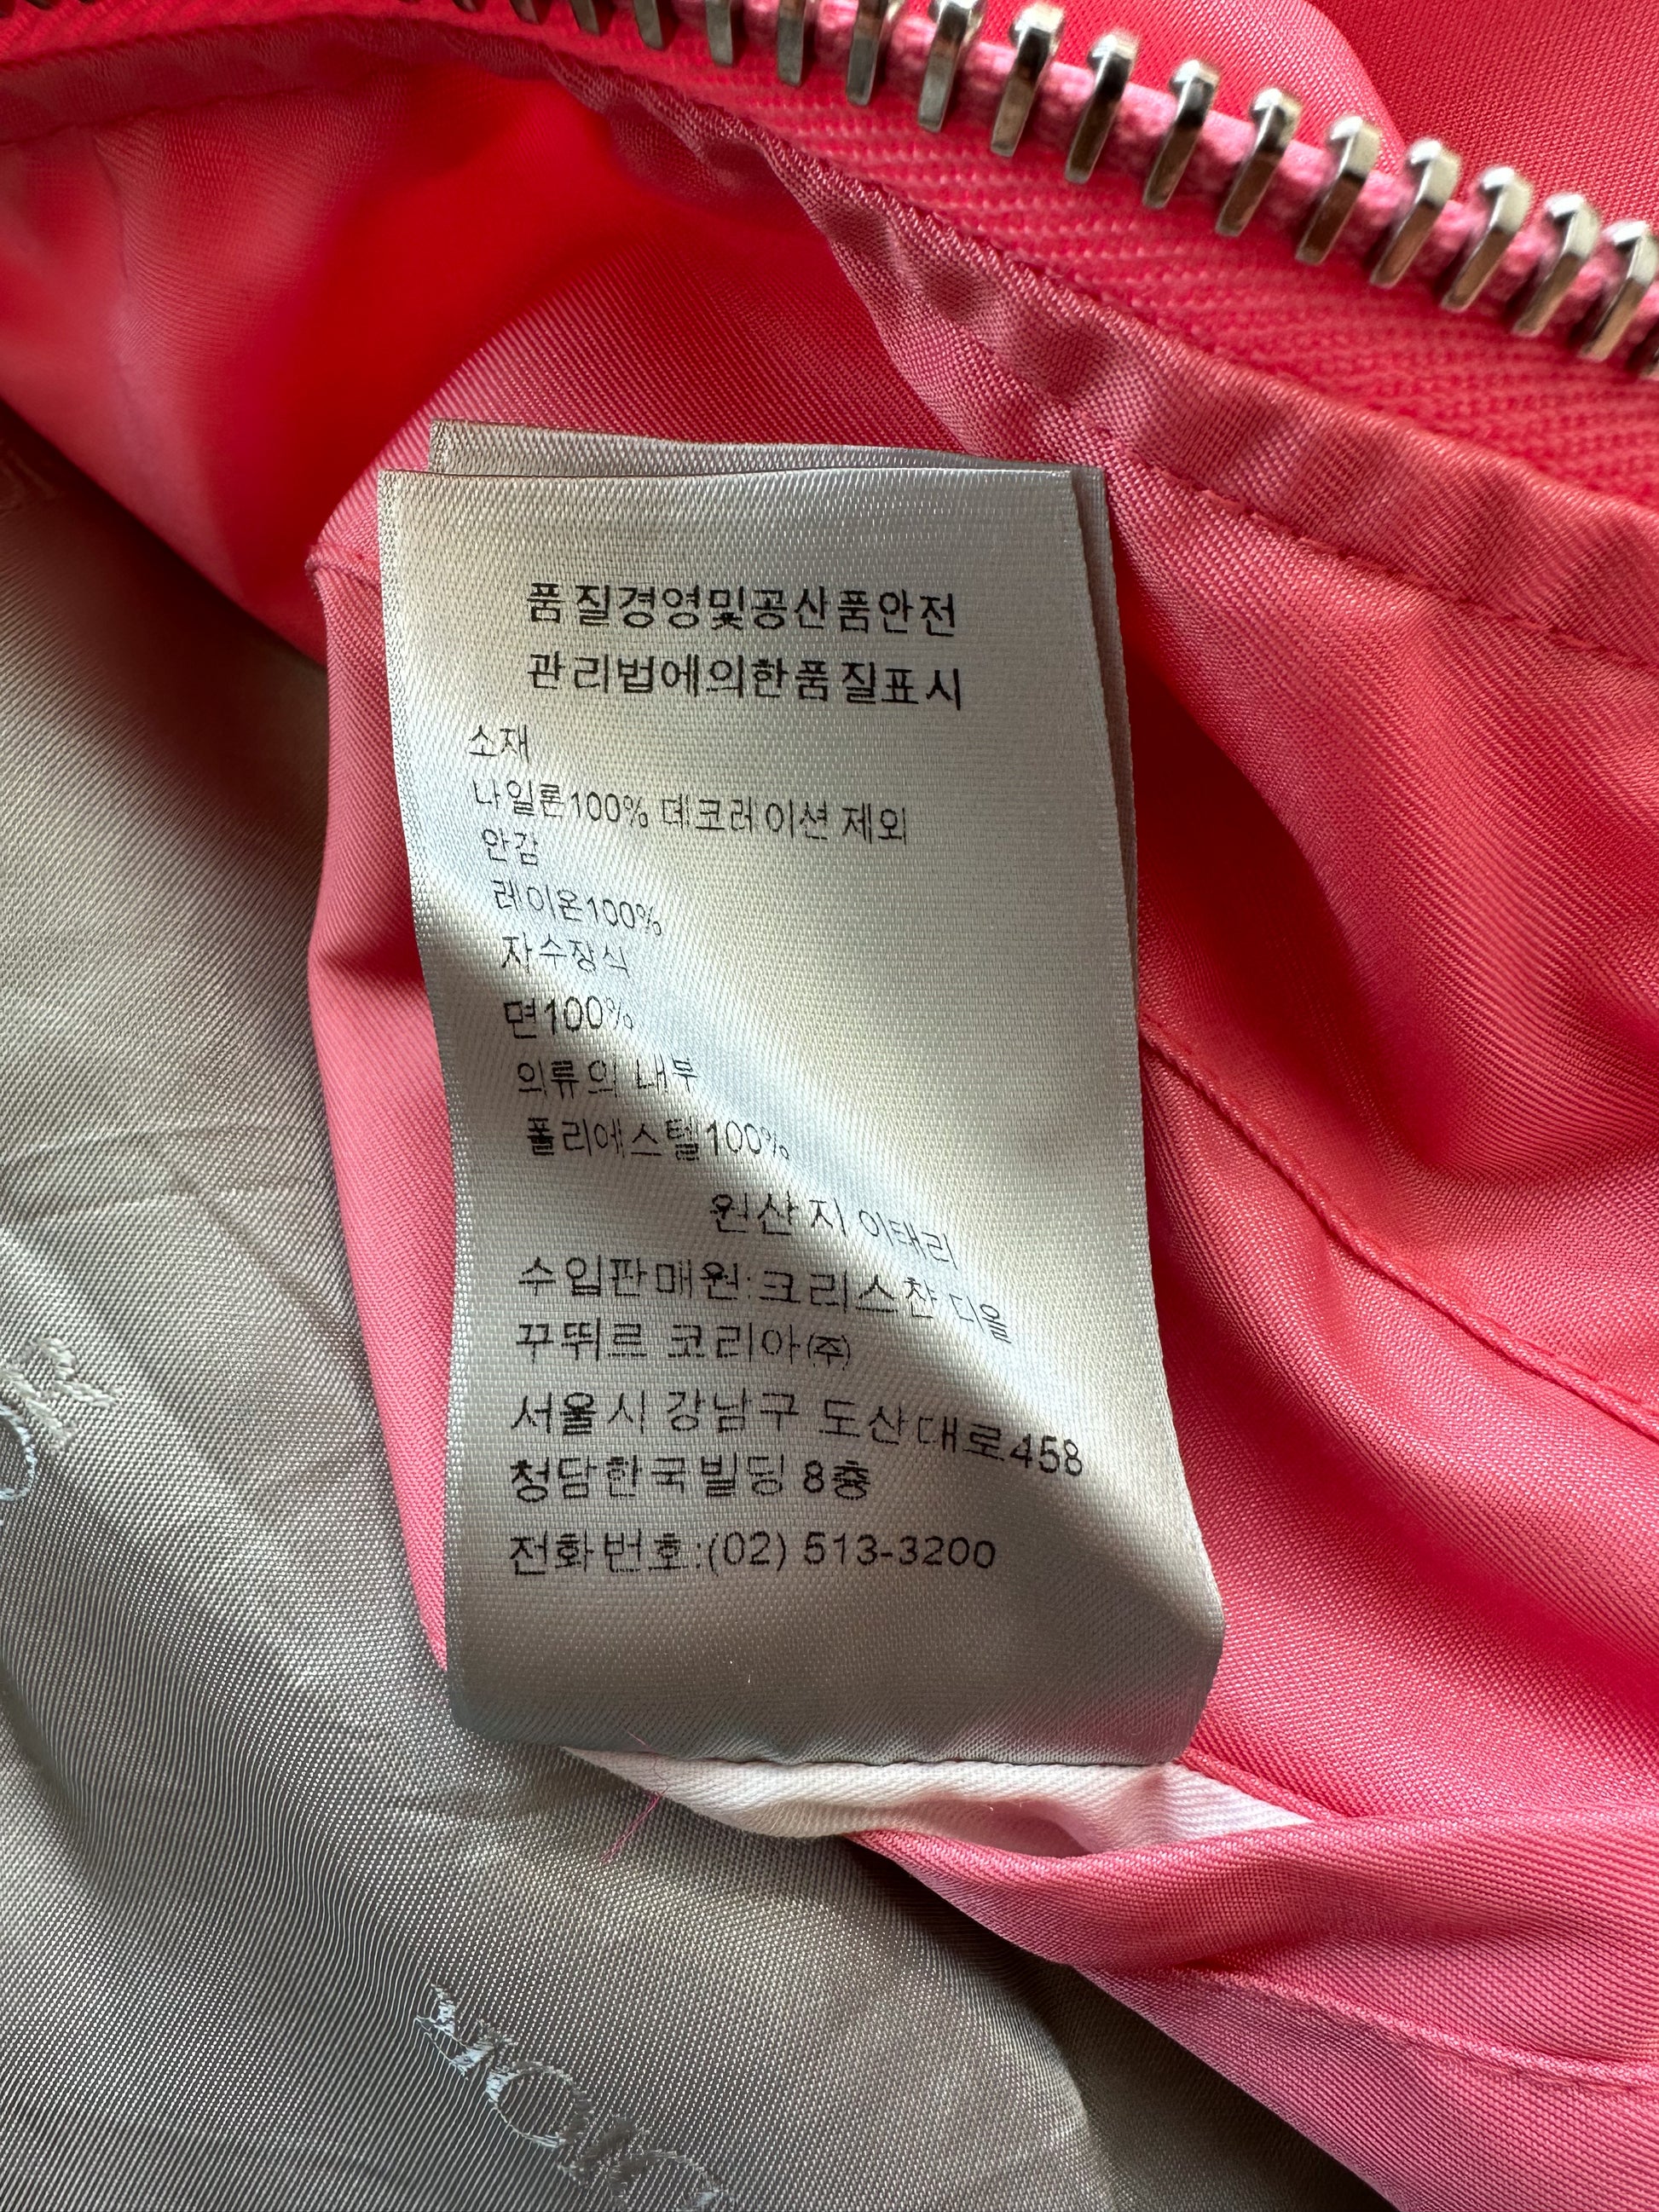 품질경영및공산품안전
관리법에의한품질표시
소재
나일론100% 데코레이션 제외
안감
레이온100%
자수장식
면100%
의류의 내부
폴리에스텔100%
원산지 이태리
수입판매원:크리스챤 디올
꾸뛰르 코리아㈜
서울시 강남구 도산대로458
청담한국빌딩 8층
전화번호:(02) 513-3200